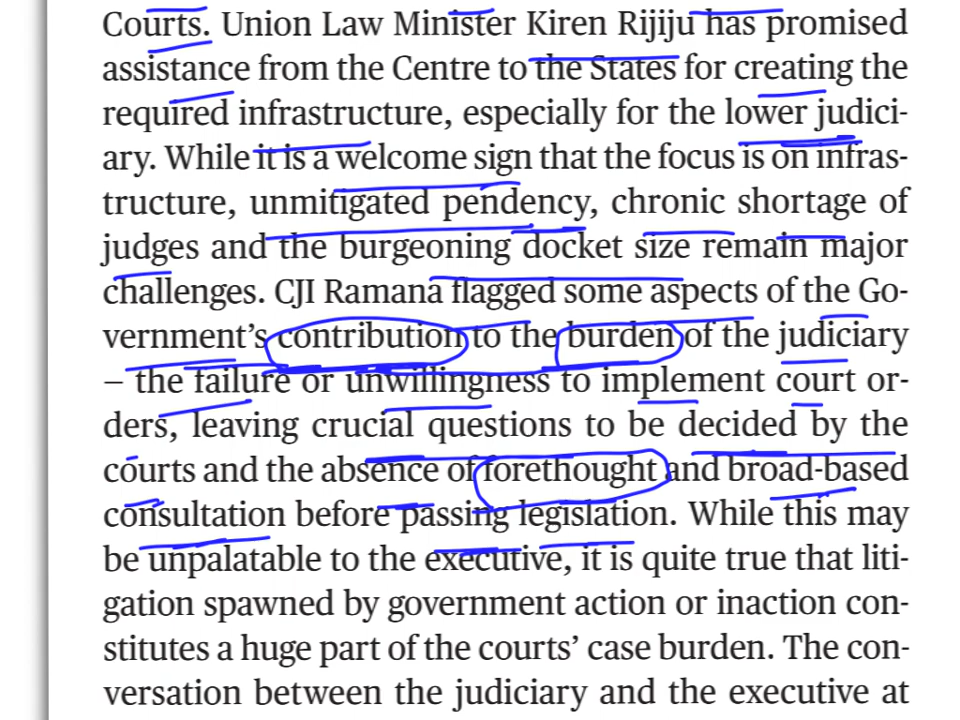 Courts. Union Law Minister Kiren Rijiju has promised
assistance from the Centre to the States for creating the
required infrastructure, especially for the lower judici-
ary. While it is a welcome sign that the focus is on infras-
tructure, unmitigated pendency, chronic shortage of
judges and the burgeoning docket size remain major
challenges. CJI Ramana flagged some aspects of the Go-
vernment’s contribution to the burden of the judiciary
– the failure or unwillingness to implement court or-
ders, leaving crucial questions to be decided by the
courts and the absence of forethought and broad-based
consultation before passing legislation. While this may
be unpalatable to the executive, it is quite true that liti-
gation spawned by government action or inaction con-
stitutes a huge part of the courts’ case burden. The con-
versation between the judiciary and the executive at